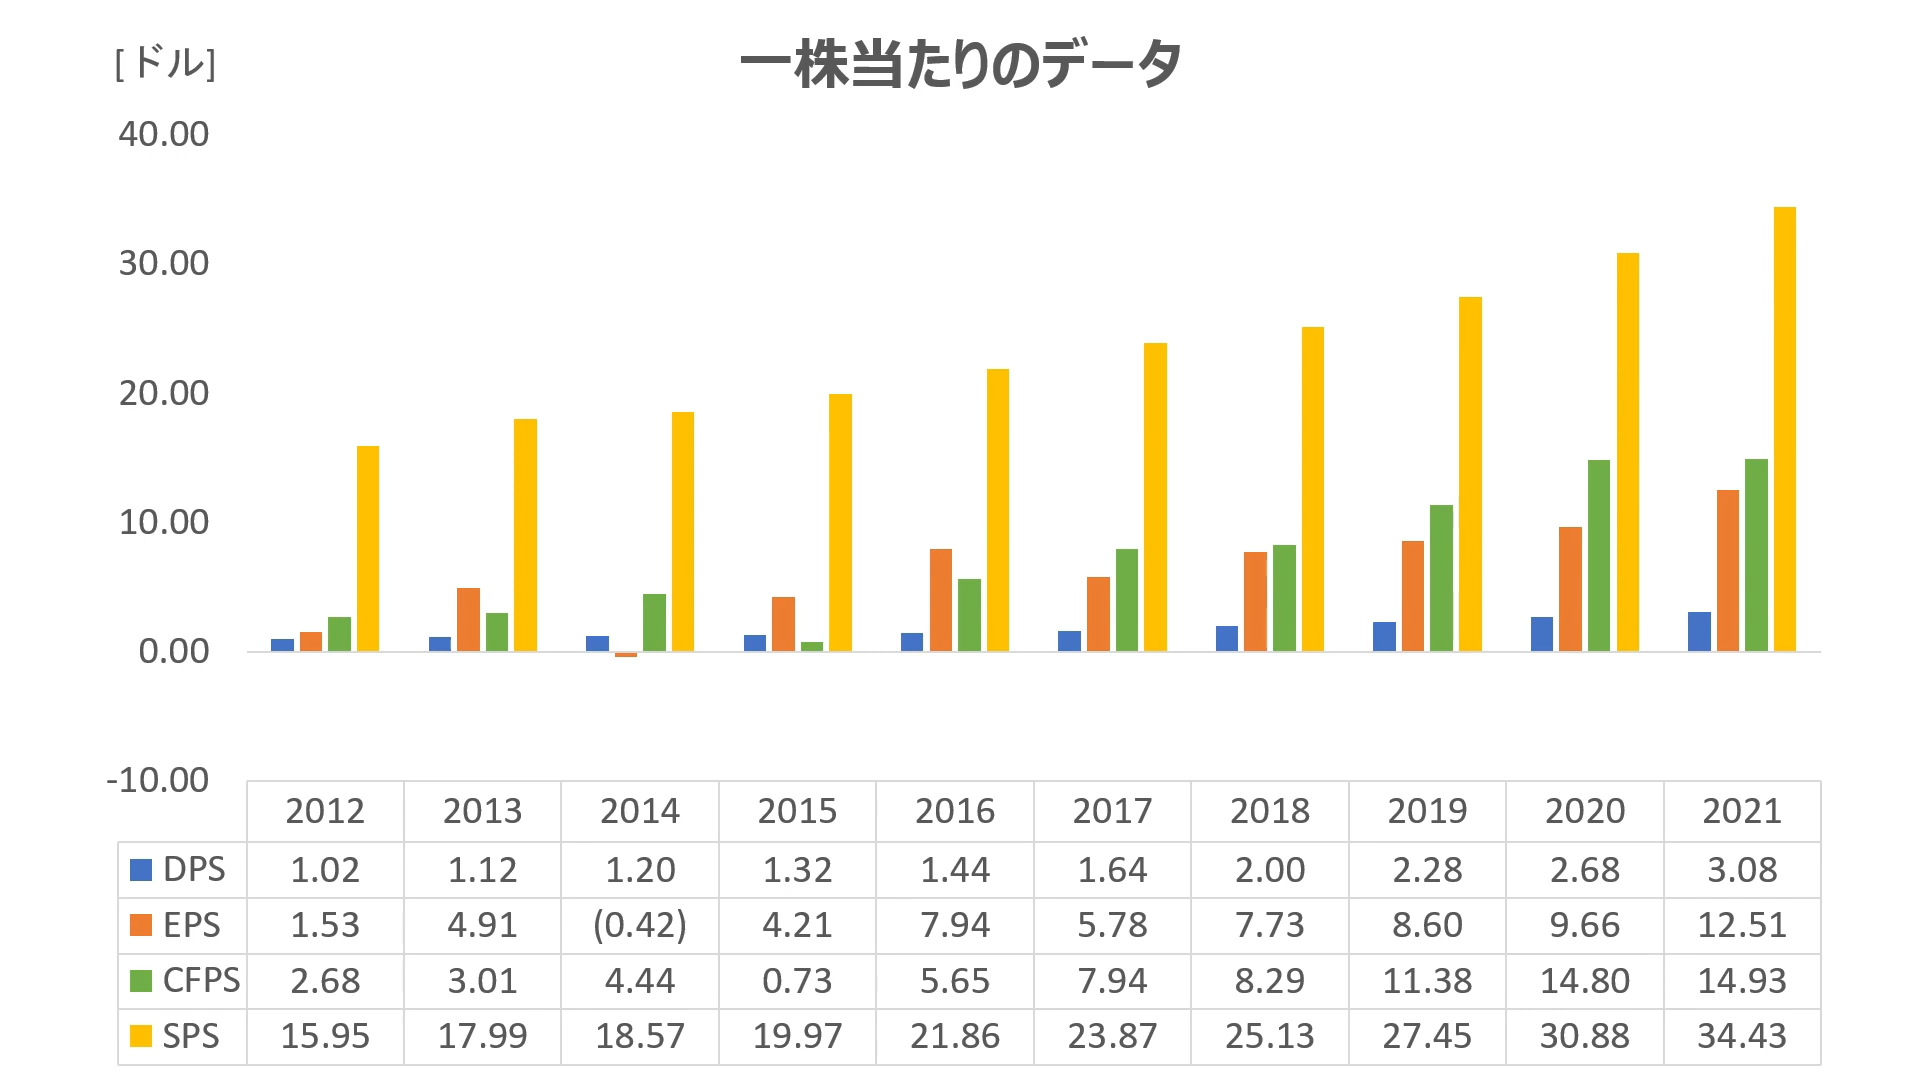 [ドル]
一株当たりのデータ
40.00
30.00
20.00
10.00
0.00
-10.00
2012 2013 2014 2015 2016 2017 2018 2019 2020 2021
DPS 1.02 1.12 1.20 1.32 1.44 1.64 2.00 2.28 2.68 3.08
EPS 1.53 4.91 (0.42) 4.21 7.94 5.78 7.73 8.60 9.66 12.51
CFPS 2.68 3.01 4.44 0.73 5.65 7.94 8.29 11.38 14.80 14.93
SPS 15.95 17.99 18.57 19.97 21.86 23.87 25.13 27.45 30.88 34.43